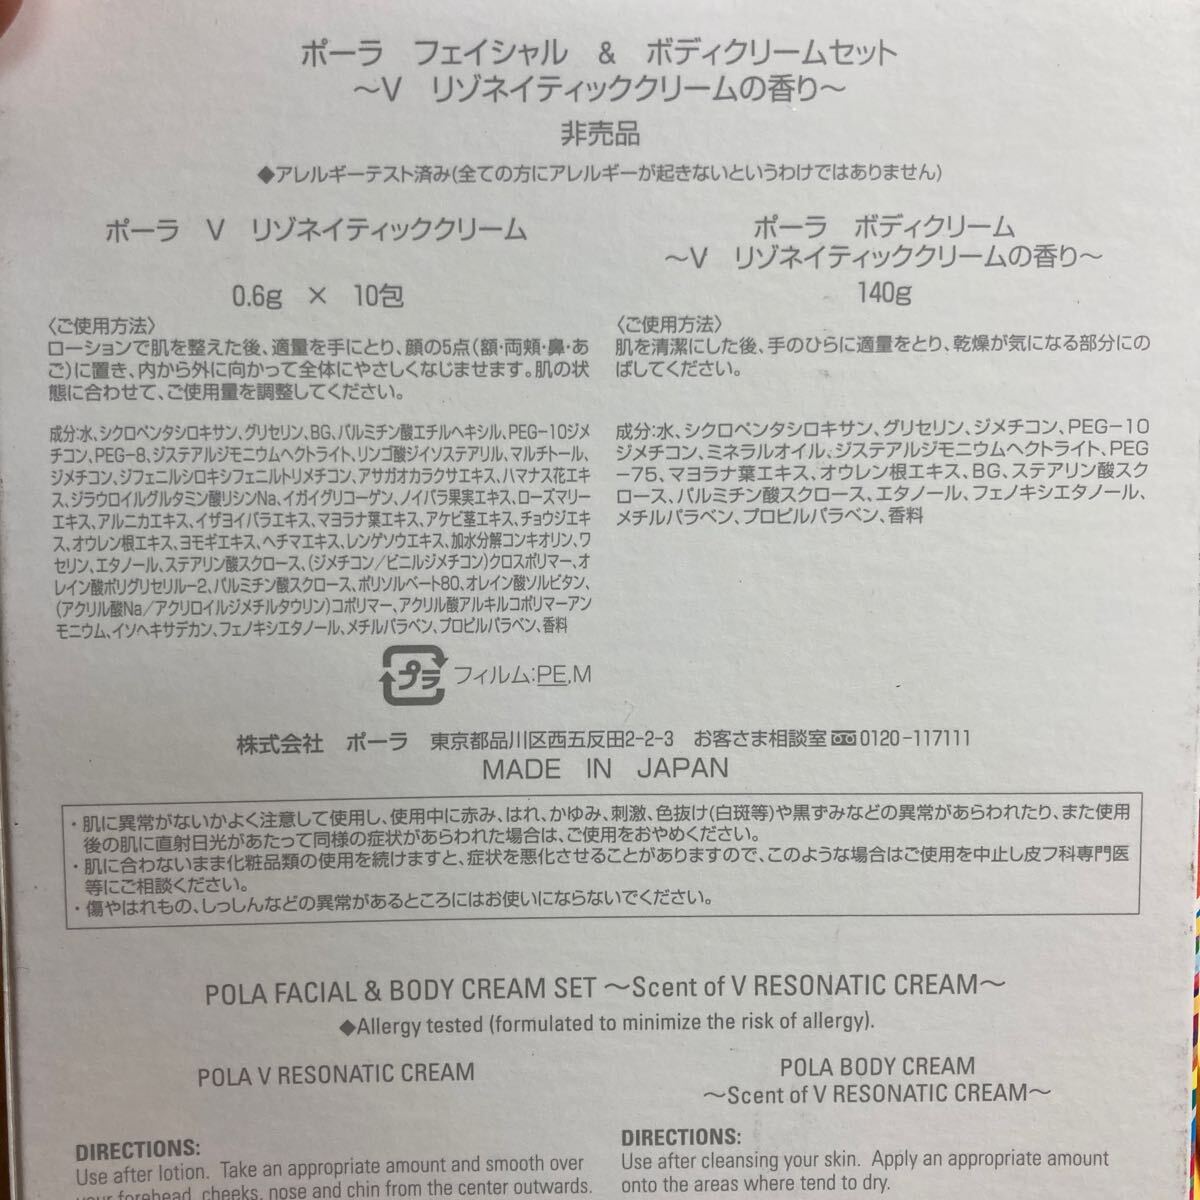 ポーラ　フェイシャル　&　ボディクリームセット
～V　リゾネイティッククリームの香り～
非売品
◆アレルギーテスト済み(全ての方にアレルギーが起きないというわけではありません)
ポーラ　V　リゾネイティッククリーム
0.6g　×　10包
〈ご使用方法〉
ローションで肌を整えた後、適量を手にとり、顔の5点(額・両頬・鼻・あ
ご)に置き、内から外に向かって全体にやさしくなじませます。肌の状
態に合わせて、ご使用量を調整してください。
成分:水、シクロペンタシロキサン、グリセリン、BG、パルミチン酸エチルヘキシル、PEG-10ジメ
チコン、PEG-8、ジステアルジモニウムヘクトライト、リンゴ酸ジイソステアリル、マルチトール、
ジメチコン、ジフェニルシロキシフェニルトリメチコン、アサガオカラクサエキス、ハマナス花エキ
ス、ジラウロイルグルタミン酸リシンNa、イガイグリコーゲン、ノイバラ果実エキス、ローズマリー
エキス、アルニカエキス、イザヨイバラエキス、マヨラナ葉エキス、アケビ茎エキス、チョウジエキ
ス、オウレン根エキス、ヨモギエキス、ヘチマエキス、レンゲソウエキス、加水分解コンキオリン、ワ
セリン、エタノール、ステアリン酸スクロース、(ジメチコン/ビニルジメチコン)クロスポリマー、オ
レイン酸ポリグリセリル-2、パルミチン酸スクロース、ポリソルベート80、オレイン酸ソルビタン、
(アクリル酸Na/アクリロイルジメチルタウリン)コポリマー、アクリル酸アルキルコポリマーアン
モニウム、イソヘキサデカン、フェノキシエタノール、メチルパラベン、プロピルパラベン、香料
ポーラ　ボディクリーム
～V　リゾネイティッククリームの香り～
140g
〈ご使用方法〉
肌を清潔にした後、手のひらに適量をとり、乾燥が気になる部分にの
ばしてください。
成分:水、シクロペンタシロキサン、グリセリン、ジメチコン、PEG-10
ジメチコン、ミネラルオイル、ジステアルジモニウムヘクトライト、PEG
-75、マヨラナ葉エキス、オウレン根エキス、BG、ステアリン酸スク
ロース、パルミチン酸スクロース、エタノール、フェノキシエタノール、
メチルパラベン、プロピルパラベン、香料
プラ フィルム:PE,M
株式会社　ポーラ　東京都品川区西五反田2-2-3　お客さま相談室 0120-117111
MADE　IN　JAPAN
・肌に異常がないかよく注意して使用し、使用中に赤み、はれ、かゆみ、刺激、色抜け(白斑等)や黒ずみなどの異常があらわれたり、また使用
後の肌に直射日光があたって同様の症状があらわれた場合は、ご使用をおやめください。
・肌に合わないまま化粧品類の使用を続けますと、症状を悪化させることがありますので、このような場合はご使用を中止し皮フ科専門医
等にご相談ください。
・傷やはれもの、しっしんなどの異常があるところにはお使いにならないでください。
POLA FACIAL & BODY CREAM SET ～Scent of V RESONATIC CREAM～
◆Allergy tested (formulated to minimize the risk of allergy).
POLA V RESONATIC CREAM
DIRECTIONS:
Use after lotion.  Take an appropriate amount and smooth over
your forehead, cheeks, nose and chin from the center outwards.
POLA BODY CREAM
～Scent of V RESONATIC CREAM～
DIRECTIONS:
Use after cleansing your skin.  Apply an appropriate amount
onto the areas where tend to dry.